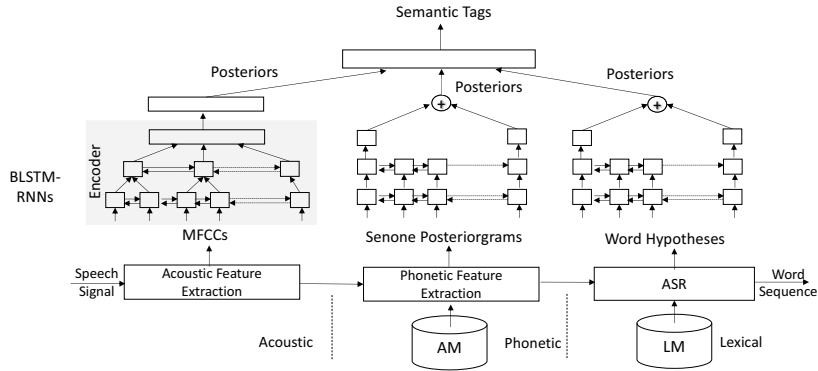 Semantic Tags
Posteriors
Posteriors
Posteriors
+
+
BLSTM-
RNNs
Encoder
MFCCs
Senone Posteriorgrams
Word Hypotheses
Speech
Signal
Acoustic Feature
Extraction
Phonetic Feature
Extraction
ASR
Word
Sequence
Acoustic
AM
Phonetic
LM
Lexical